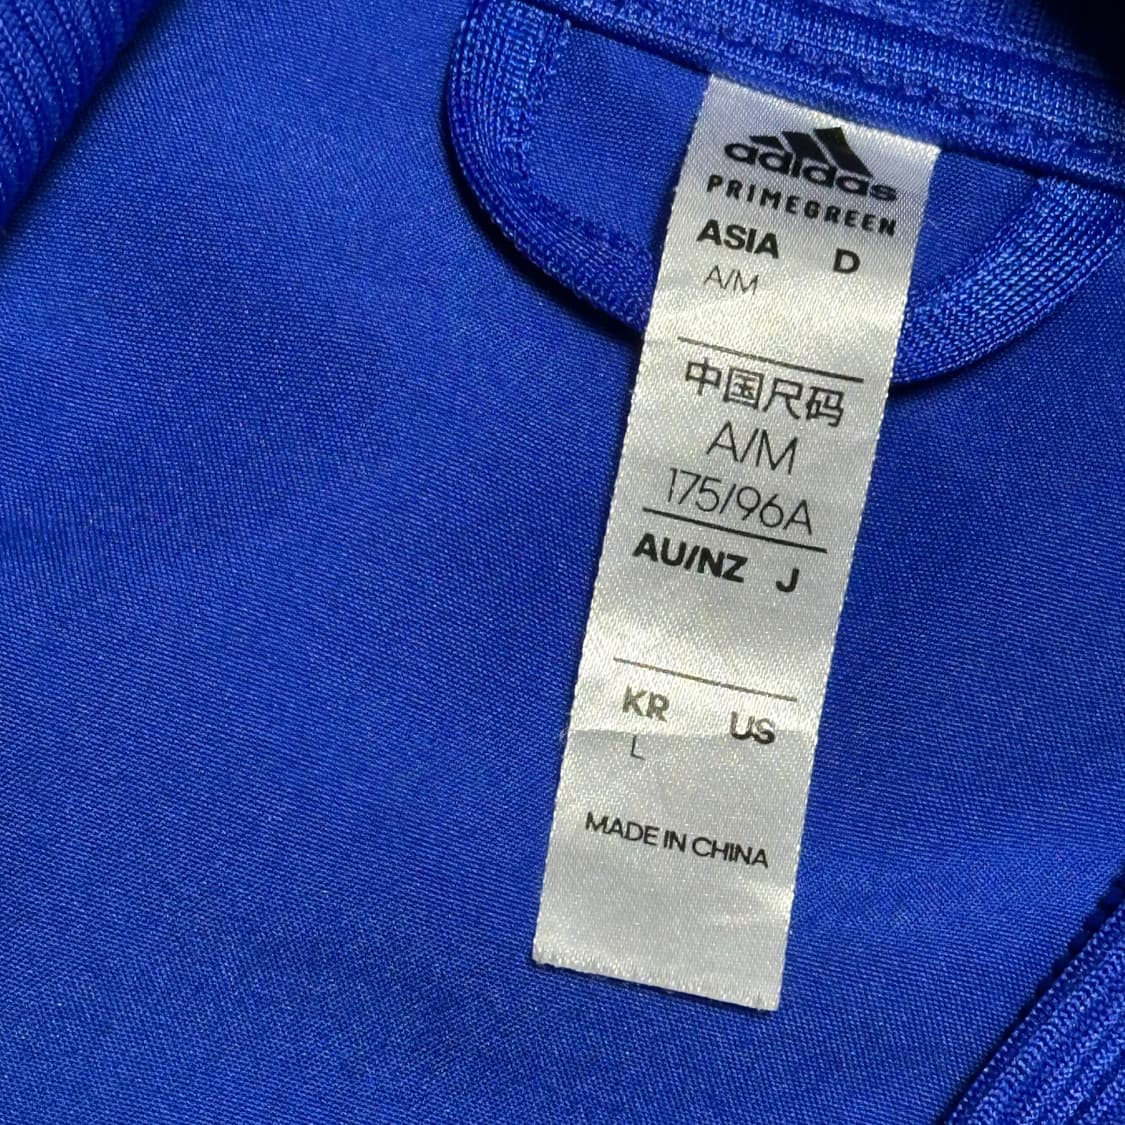 adidas
PRIMEGREEN
ASIA D
A/M
中国尺码
A/M
175/96A
AU/NZ J
KR US
L
MADE IN CHINA